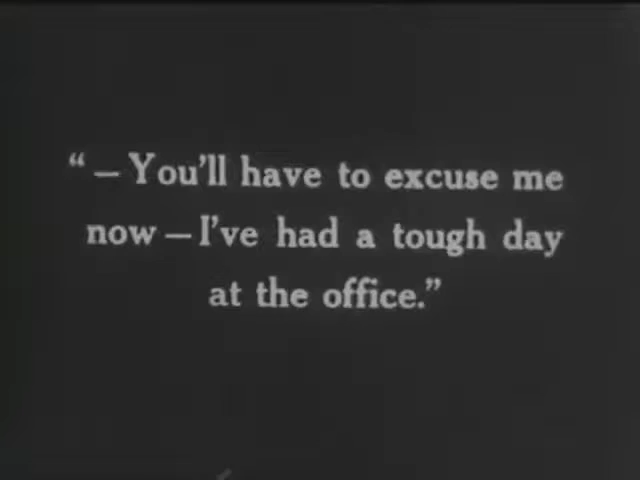 “—You’ll have to excuse me
now—I’ve had a tough day
at the office.”